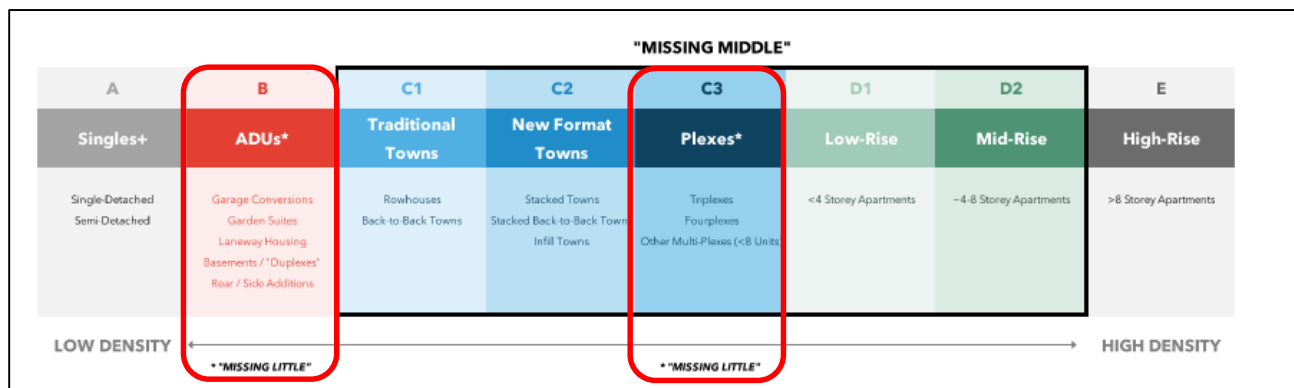 "MISSING MIDDLE"
A
B
C1
C2
C3
D1
D2
E
Singles+
ADUs*
Traditional
Towns
New Format
Towns
Plexes*
Low-Rise
Mid-Rise
High-Rise
Single-Detached
Semi-Detached
Garage Conversions
Garden Suites
Laneway Housing
Basements / "Duplexes"
Rear / Side Additions
Rowhouses
Back-to-Back Towns
Stacked Towns
Stacked Back-to-Back Town
Infill Towns
Triplexes
Fourplexes
Other Multi-Plexes (<8 Units)
<4 Storey Apartments
~4-8 Storey Apartments
>8 Storey Apartments
LOW DENSITY
HIGH DENSITY
* "MISSING LITTLE"
* "MISSING LITTLE"